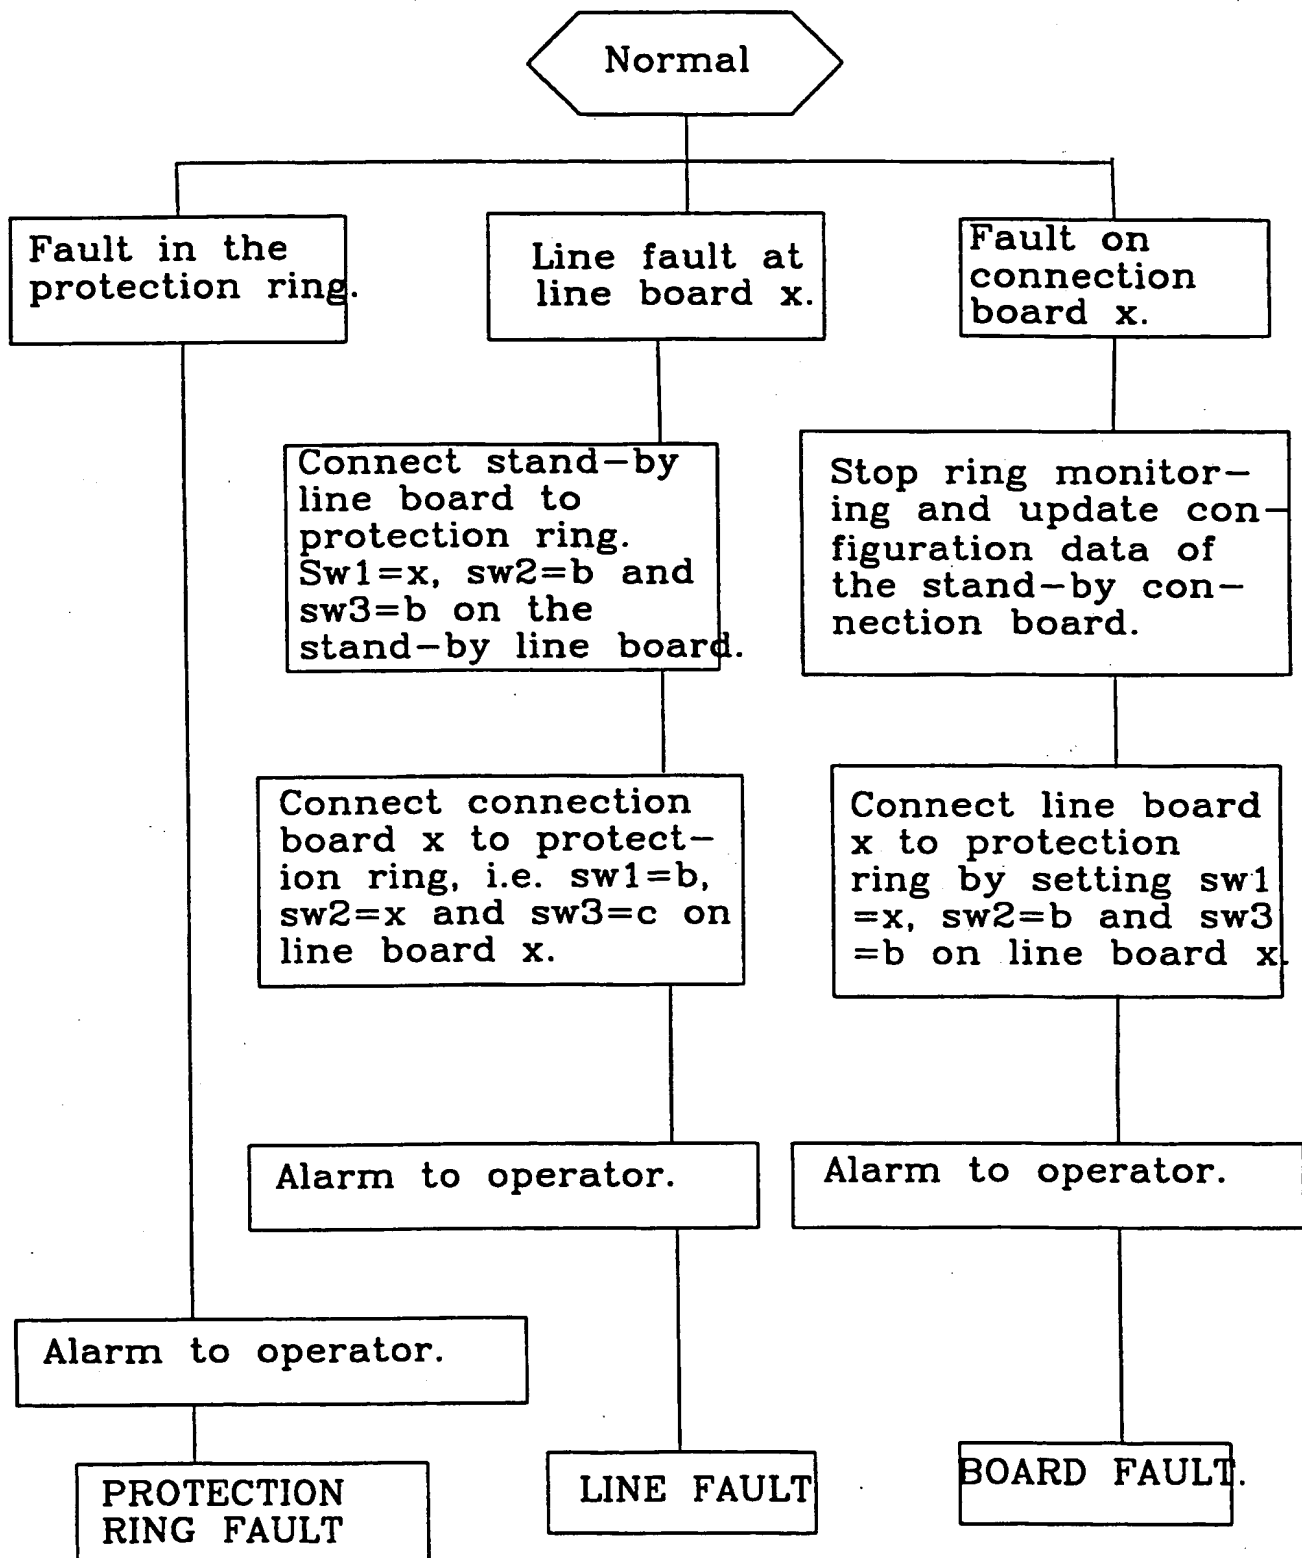 Normal
Fault in the
protection ring.
Line fault at
line board x.
Fault on
connection
board x.
Connect stand-by
line board to
protection ring.
Sw1=x, sw2=b and
sw3=b on the
stand-by line board.
Stop ring monitor-
ing and update con-
figuration data of
the stand-by con-
nection board.
Connect connection
board x to protect-
ion ring, i.e. sw1=b,
sw2=x and sw3=c on
line board x.
Connect line board
x to protection
ring by setting sw1
=x, sw2=b and sw3
=b on line board x.
Alarm to operator.
Alarm to operator.
Alarm to operator.
PROTECTION
RING FAULT
LINE FAULT
BOARD FAULT.